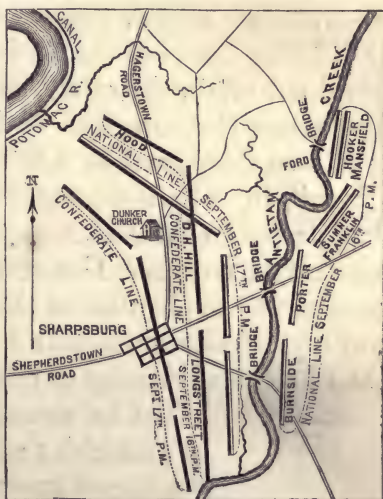 CANAL
POTOMAC R.
HAGERSTOWN
ROAD
CREEK
BRIDGE
FORD
HOOKER
MANSFIELD
P. M.
HOOD
NATIONAL LINE
SEPTEMBER 17TH P. M.
ANTIETAM
SUMNER
FRANKLIN
16TH
N
CONFEDERATE LINE
SEPT. 17TH P.M.
DUNKER
CHURCH
D. H. HILL
CONFEDERATE LINE
BRIDGE
PORTER
SHARPSBURG
SHEPHERDSTOWN
ROAD
LONGSTREET
SEPTEMBER 16TH P.M.
BRIDGE
BURNSIDE
NATIONAL LINE SEPTEMBER